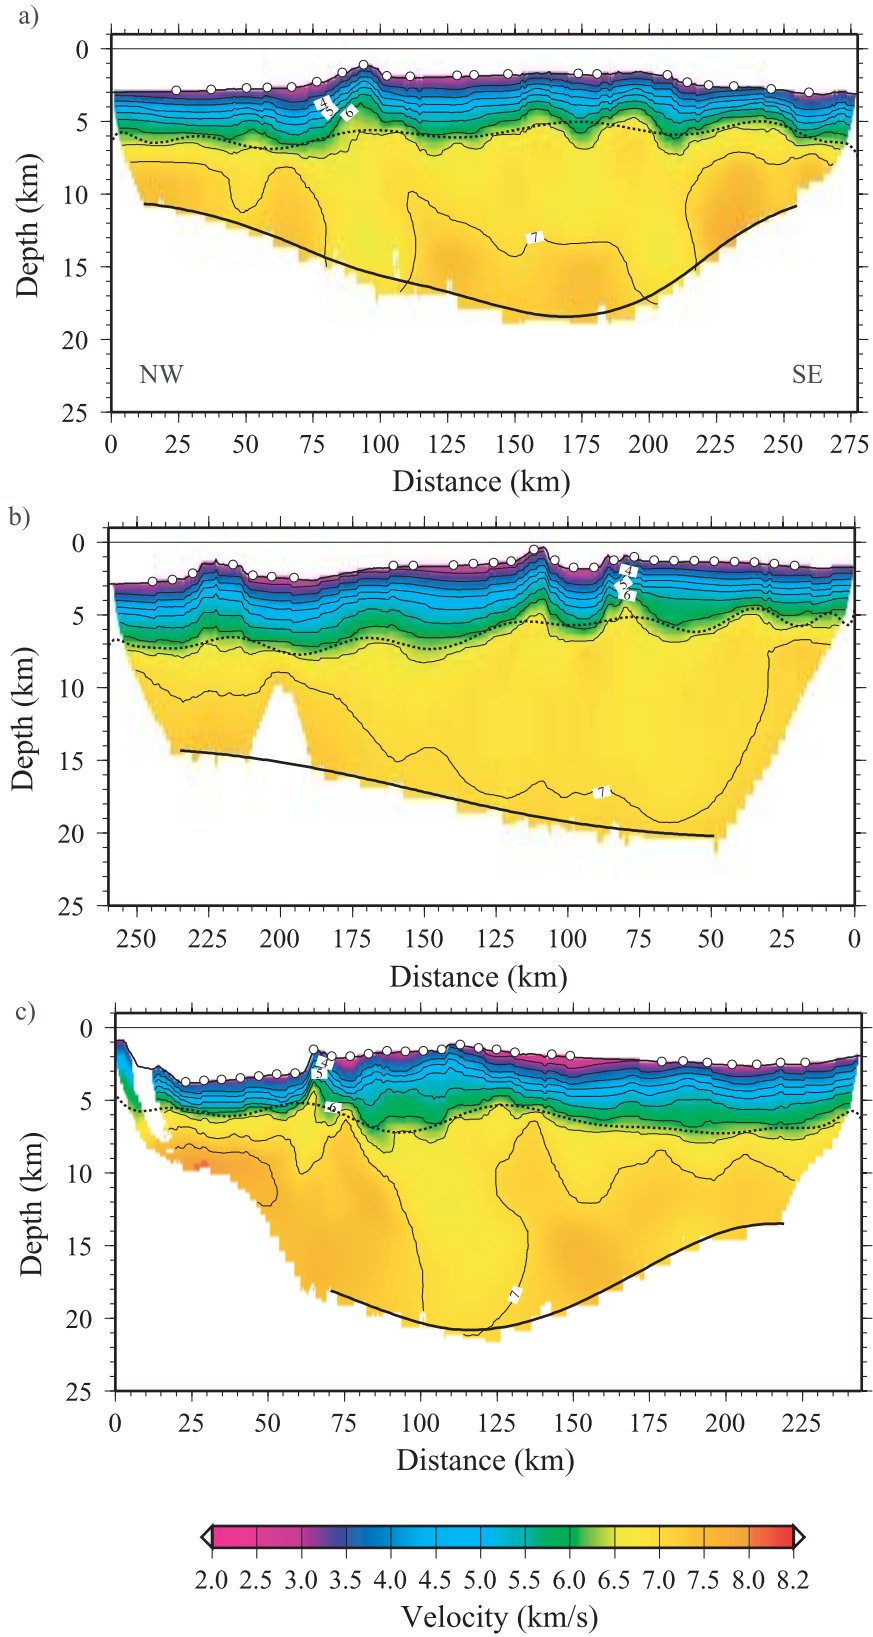 a)
0
5
10
15
20
25
Depth (km)
4
5
6
7
NW
SE
0 25 50 75 100 125 150 175 200 225 250 275
Distance (km)
b)
0
5
10
15
20
25
Depth (km)
4
5
6
7
250 225 200 175 150 125 100 75 50 25 0
Distance (km)
c)
0
5
10
15
20
25
Depth (km)
4
5
6
7
0 25 50 75 100 125 150 175 200 225
Distance (km)
2.0 2.5 3.0 3.5 4.0 4.5 5.0 5.5 6.0 6.5 7.0 7.5 8.0 8.2
Velocity (km/s)